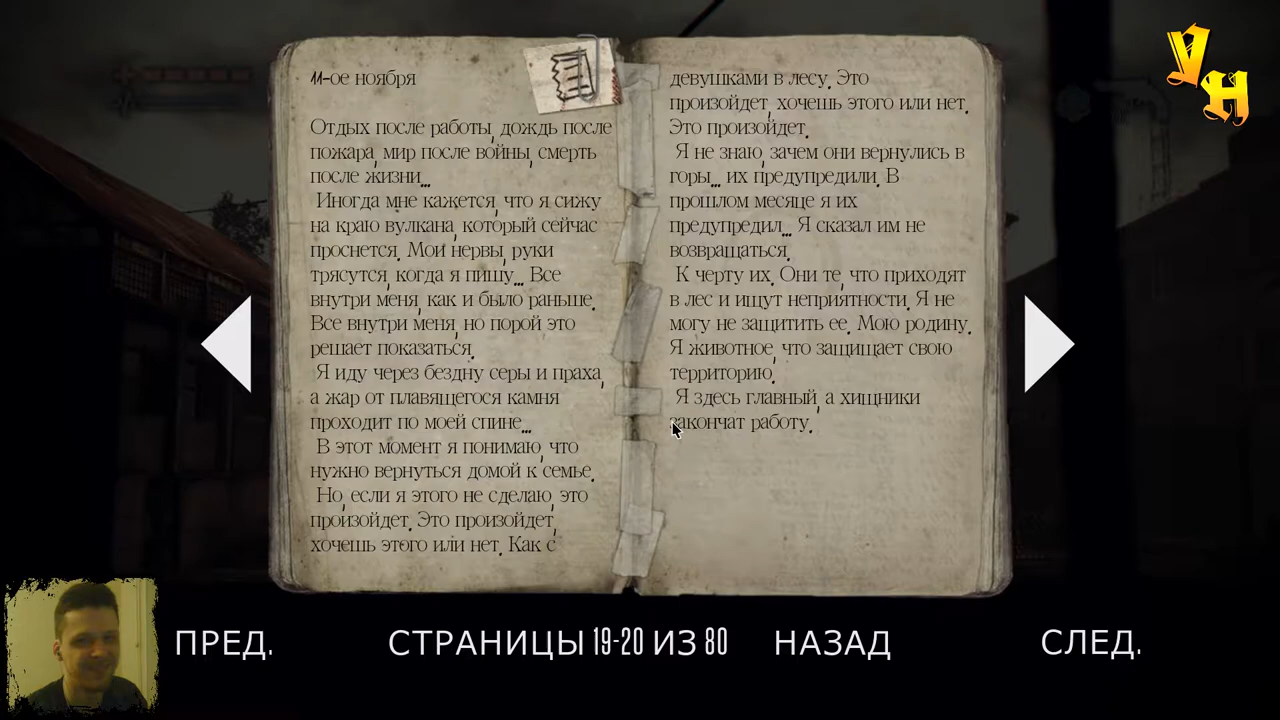 11-ое ноября
Отдых после работы, дождь после
пожара, мир после войны, смерть
после жизни...
Иногда мне кажется, что я сижу
на краю вулкана, который сейчас
проснется. Мои нервы, руки
трясутся, когда я пишу... Все
внутри меня, как и было раньше.
Все внутри меня, но порой это
решает показаться.
Я иду через бездну серы и праха,
а жар от плавящегося камня
проходит по моей спине...
В этот момент я понимаю, что
нужно вернуться домой к семье.
Но, если я этого не сделаю, это
произойдет. Это произойдет,
хочешь этого или нет. Как с
девушками в лесу. Это
произойдет, хочешь этого или нет.
Это произойдет.
Я не знаю, зачем они вернулись в
горы... их предупредили. В
прошлом месяце я их
предупредил... Я сказал им не
возвращаться.
К черту их. Они те, что приходят
в лес и ищут неприятности. Я не
могу не защитить ее. Мою родину.
Я животное, что защищает свою
территорию.
Я здесь главный, а хищники
закончат работу.
ПРЕД.
СТРАНИЦЫ 19-20 ИЗ 80
НАЗАД
СЛЕД.